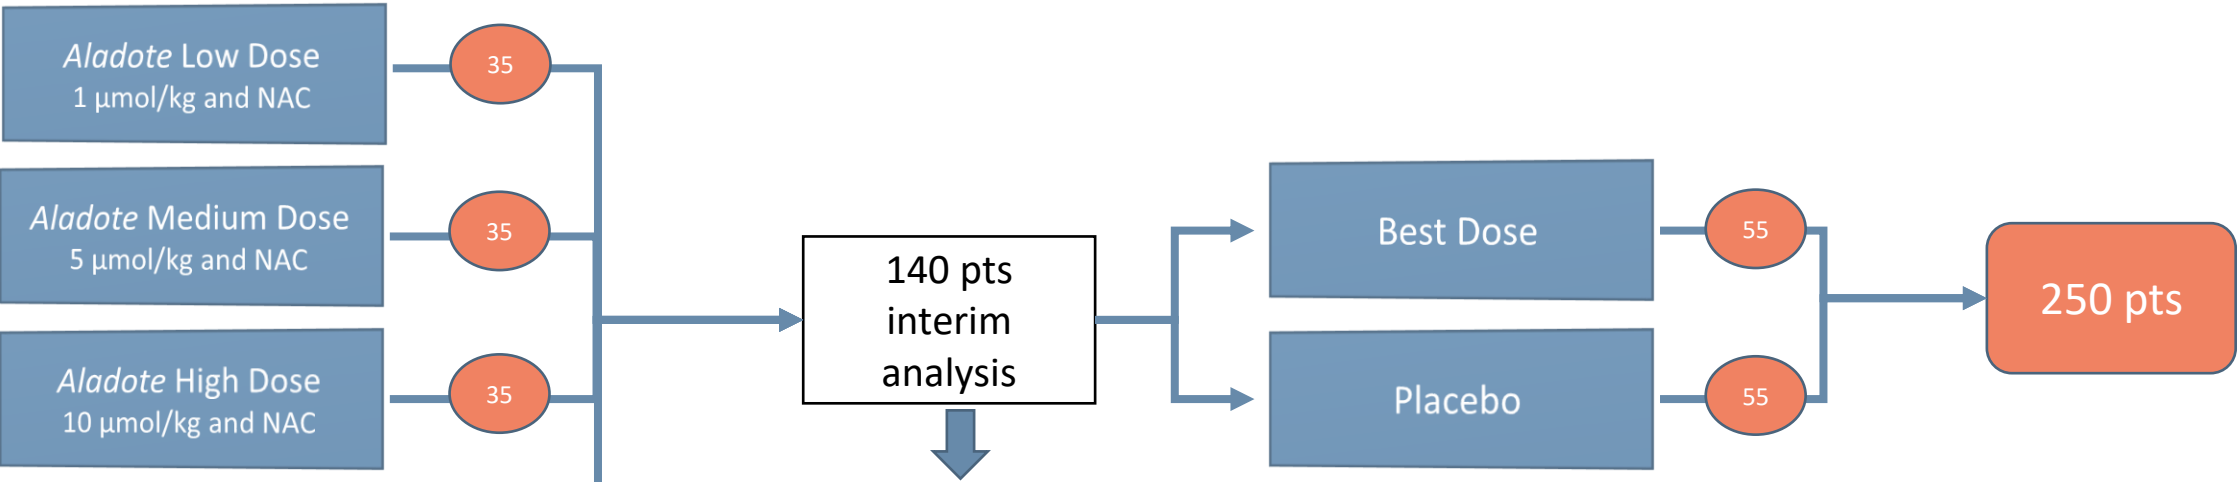 Aladote Low Dose
1 μmol/kg and NAC
35
Aladote Medium Dose
5 μmol/kg and NAC
35
Aladote High Dose
10 μmol/kg and NAC
35
140 pts
interim
analysis
Best Dose
55
Placebo
55
250 pts